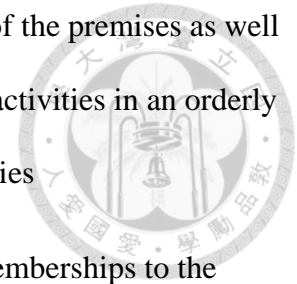 of the premises as well
activities in an orderly
ies
emberships to the